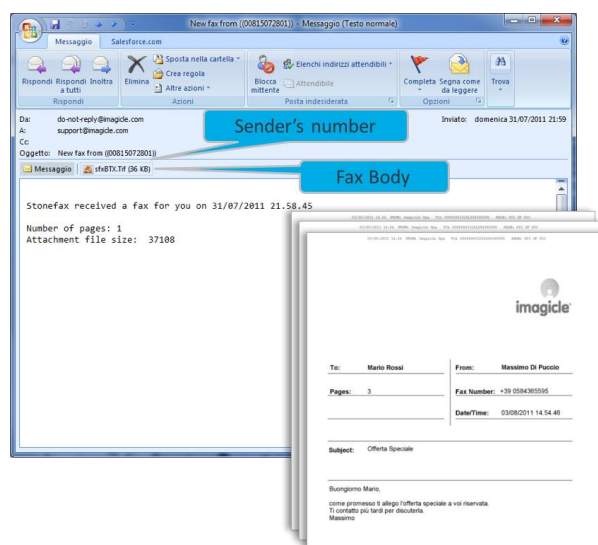 New fax from ((00815072801)) - Messaggio (Testo normale)
Messaggio Salesforce.com
Rispondi Rispondi a tutti Inoltra
Rispondi
Elimina
Sposta nella cartella
Crea regola
Altre azioni
Azioni
Blocca mittente
Elenchi indirizzi attendibili
Attendibile
Posta indesiderata
Completa Segna come da leggere
Opzioni
Trova
Da: do-not-reply@imagicle.com
Inviato: domenica 31/07/2011 21:59
A: support@imagicle.com
Cc:
Oggetto: New fax from ((00815072801))
Sender's number
Messaggio sfxBTX.Tif (36 KB)
Fax Body
Stonefax received a fax for you on 31/07/2011 21.58.45
Number of pages: 1
Attachment file size: 37108
imagicle
To: Mario Rossi
From: Massimo Di Puccio
Pages: 3
Fax Number: +39 0584365595
Date/Time: 03/08/2011 14.54.46
Subject: Offerta Speciale
Buongiorno Mario,
come promesso ti allego l'offerta speciale a voi riservata.
Ti contatto più tardi per discuterla.
Massimo